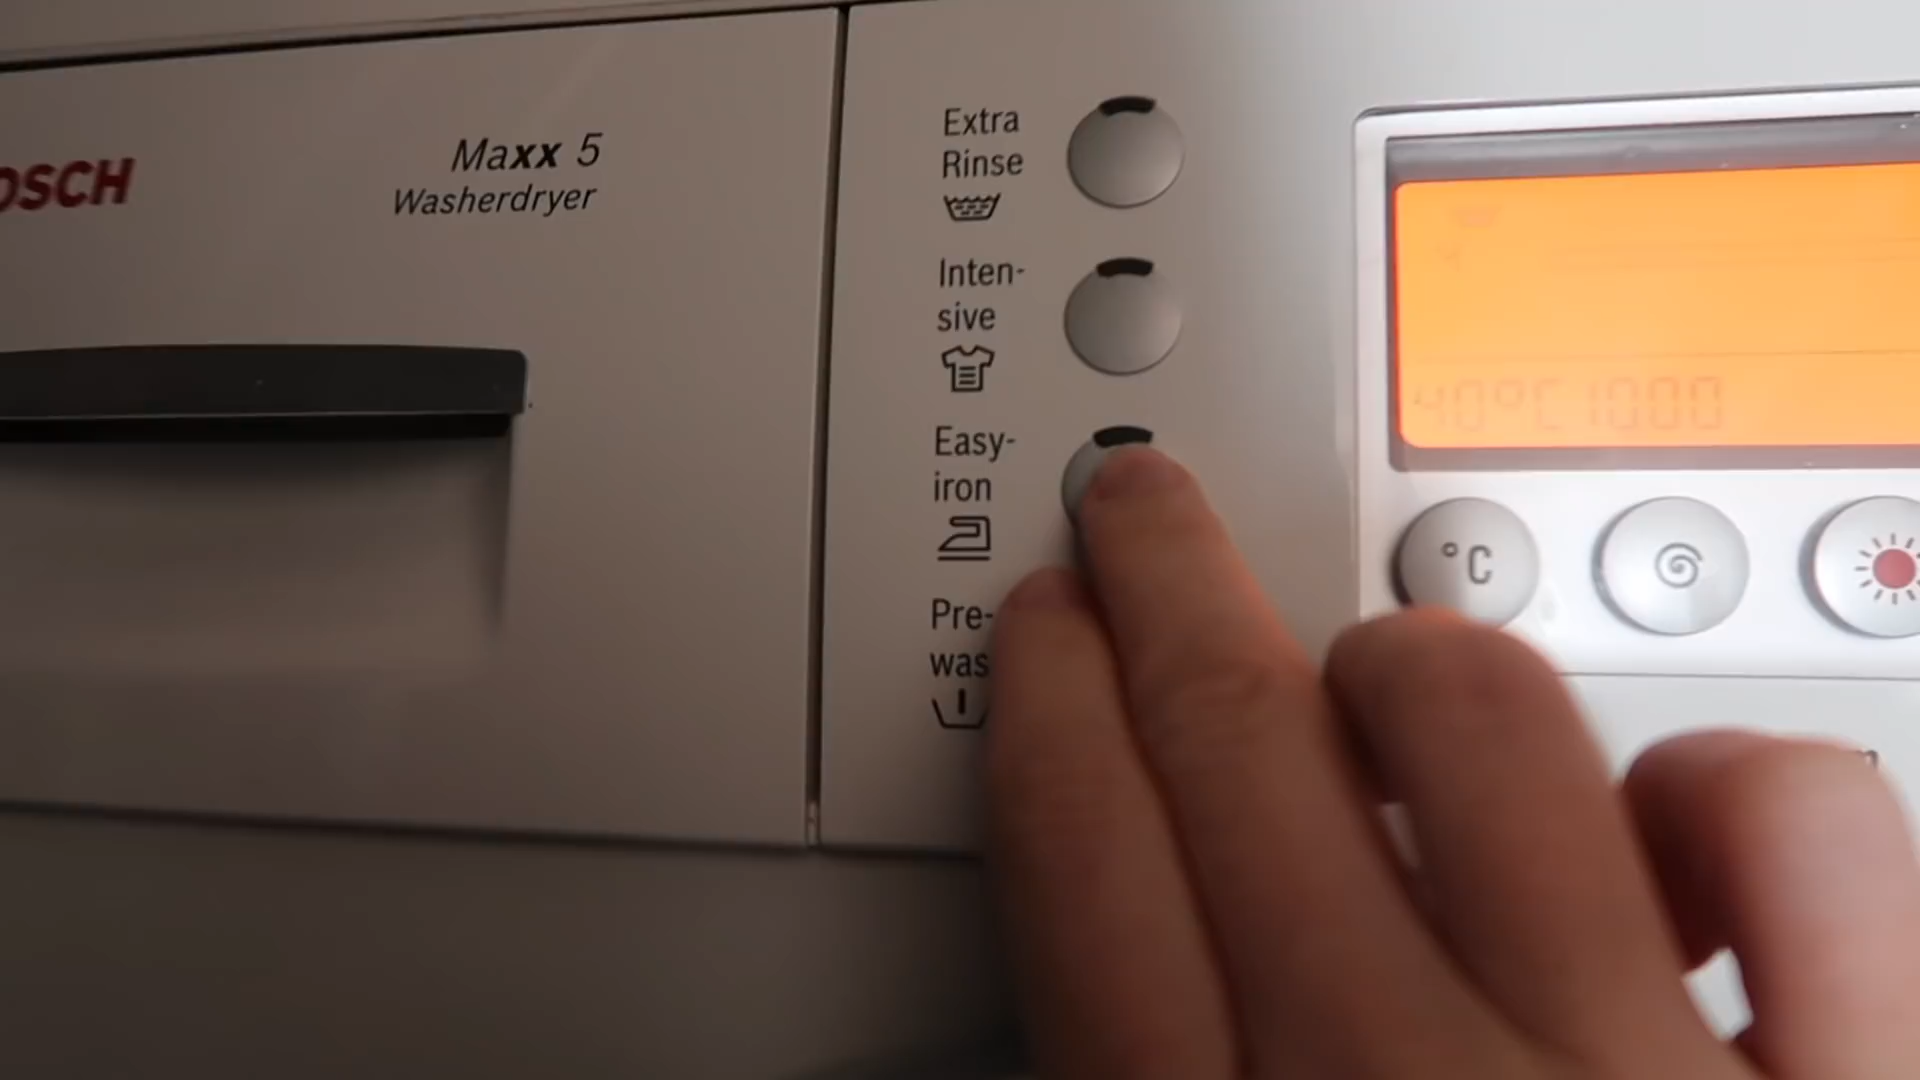 OSCH
Maxx 5
Washerdryer
Extra
Rinse
Inten-
sive
Easy-
iron
Pre-
was
40°C 1000
°C